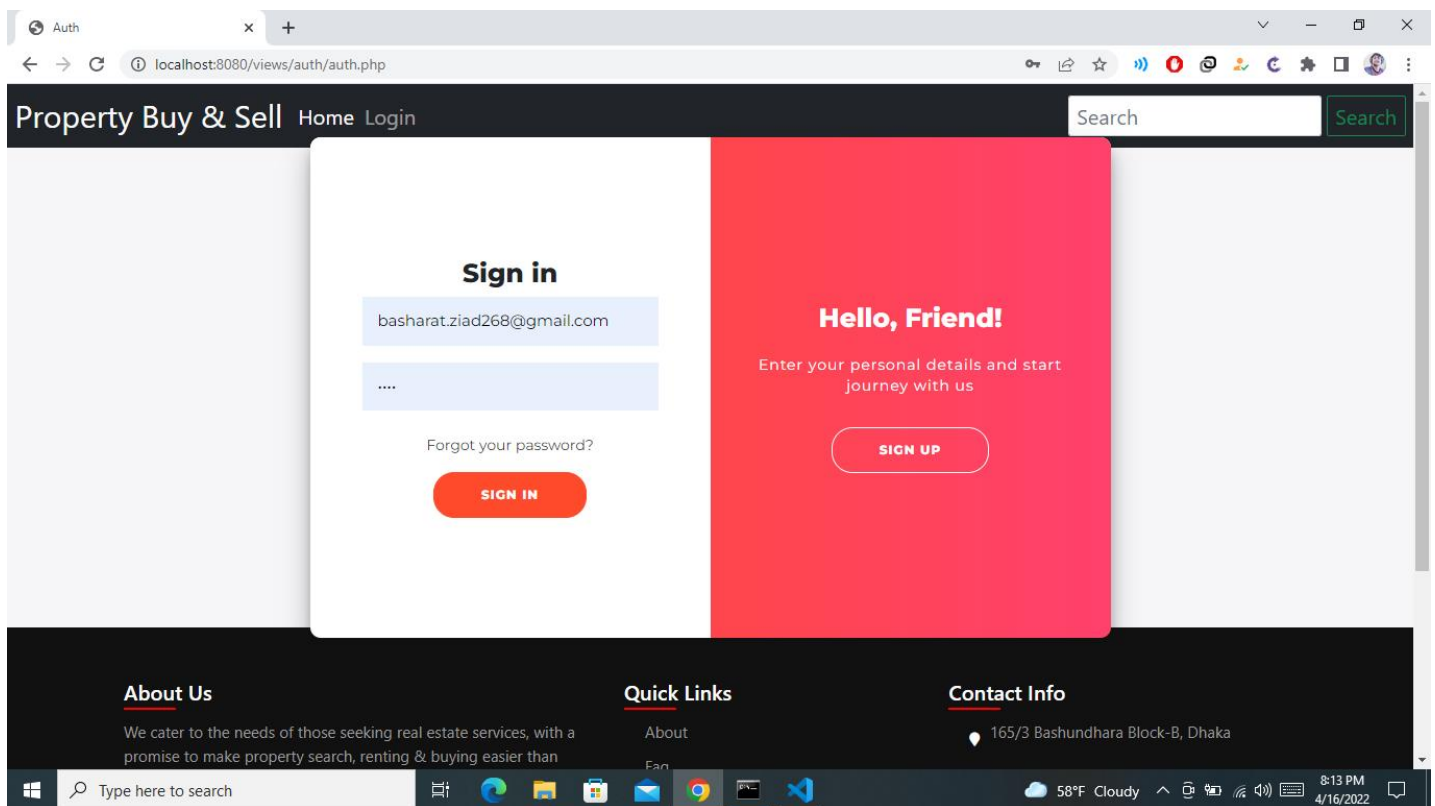 Auth
localhost:8080/views/auth/auth.php
Property Buy & Sell Home Login Search Search
Sign in
basharat.ziad268@gmail.com
....
Forgot your password?
SIGN IN
Hello, Friend!
Enter your personal details and start
journey with us
SIGN UP
About Us
We cater to the needs of those seeking real estate services, with a
promise to make property search, renting & buying easier than
Quick Links
About
Faq
Contact Info
165/3 Bashundhara Block-B, Dhaka
Type here to search
58°F Cloudy
8:13 PM
4/16/2022